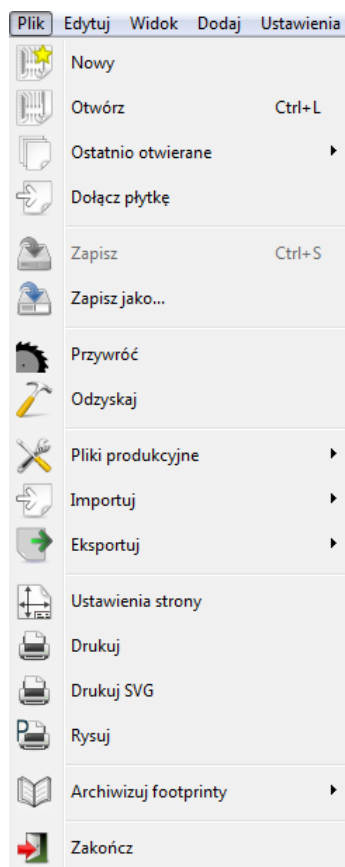 Plik Edytuj Widok Dodaj Ustawienia
Nowy
Otwórz Ctrl+L
Ostatnio otwierane
Dołącz płytkę
Zapisz Ctrl+S
Zapisz jako...
Przywróć
Odzyskaj
Pliki produkcyjne
Importuj
Eksportuj
Ustawienia strony
Drukuj
Drukuj SVG
Rysuj
Archiwizuj footprinty
Zakończ